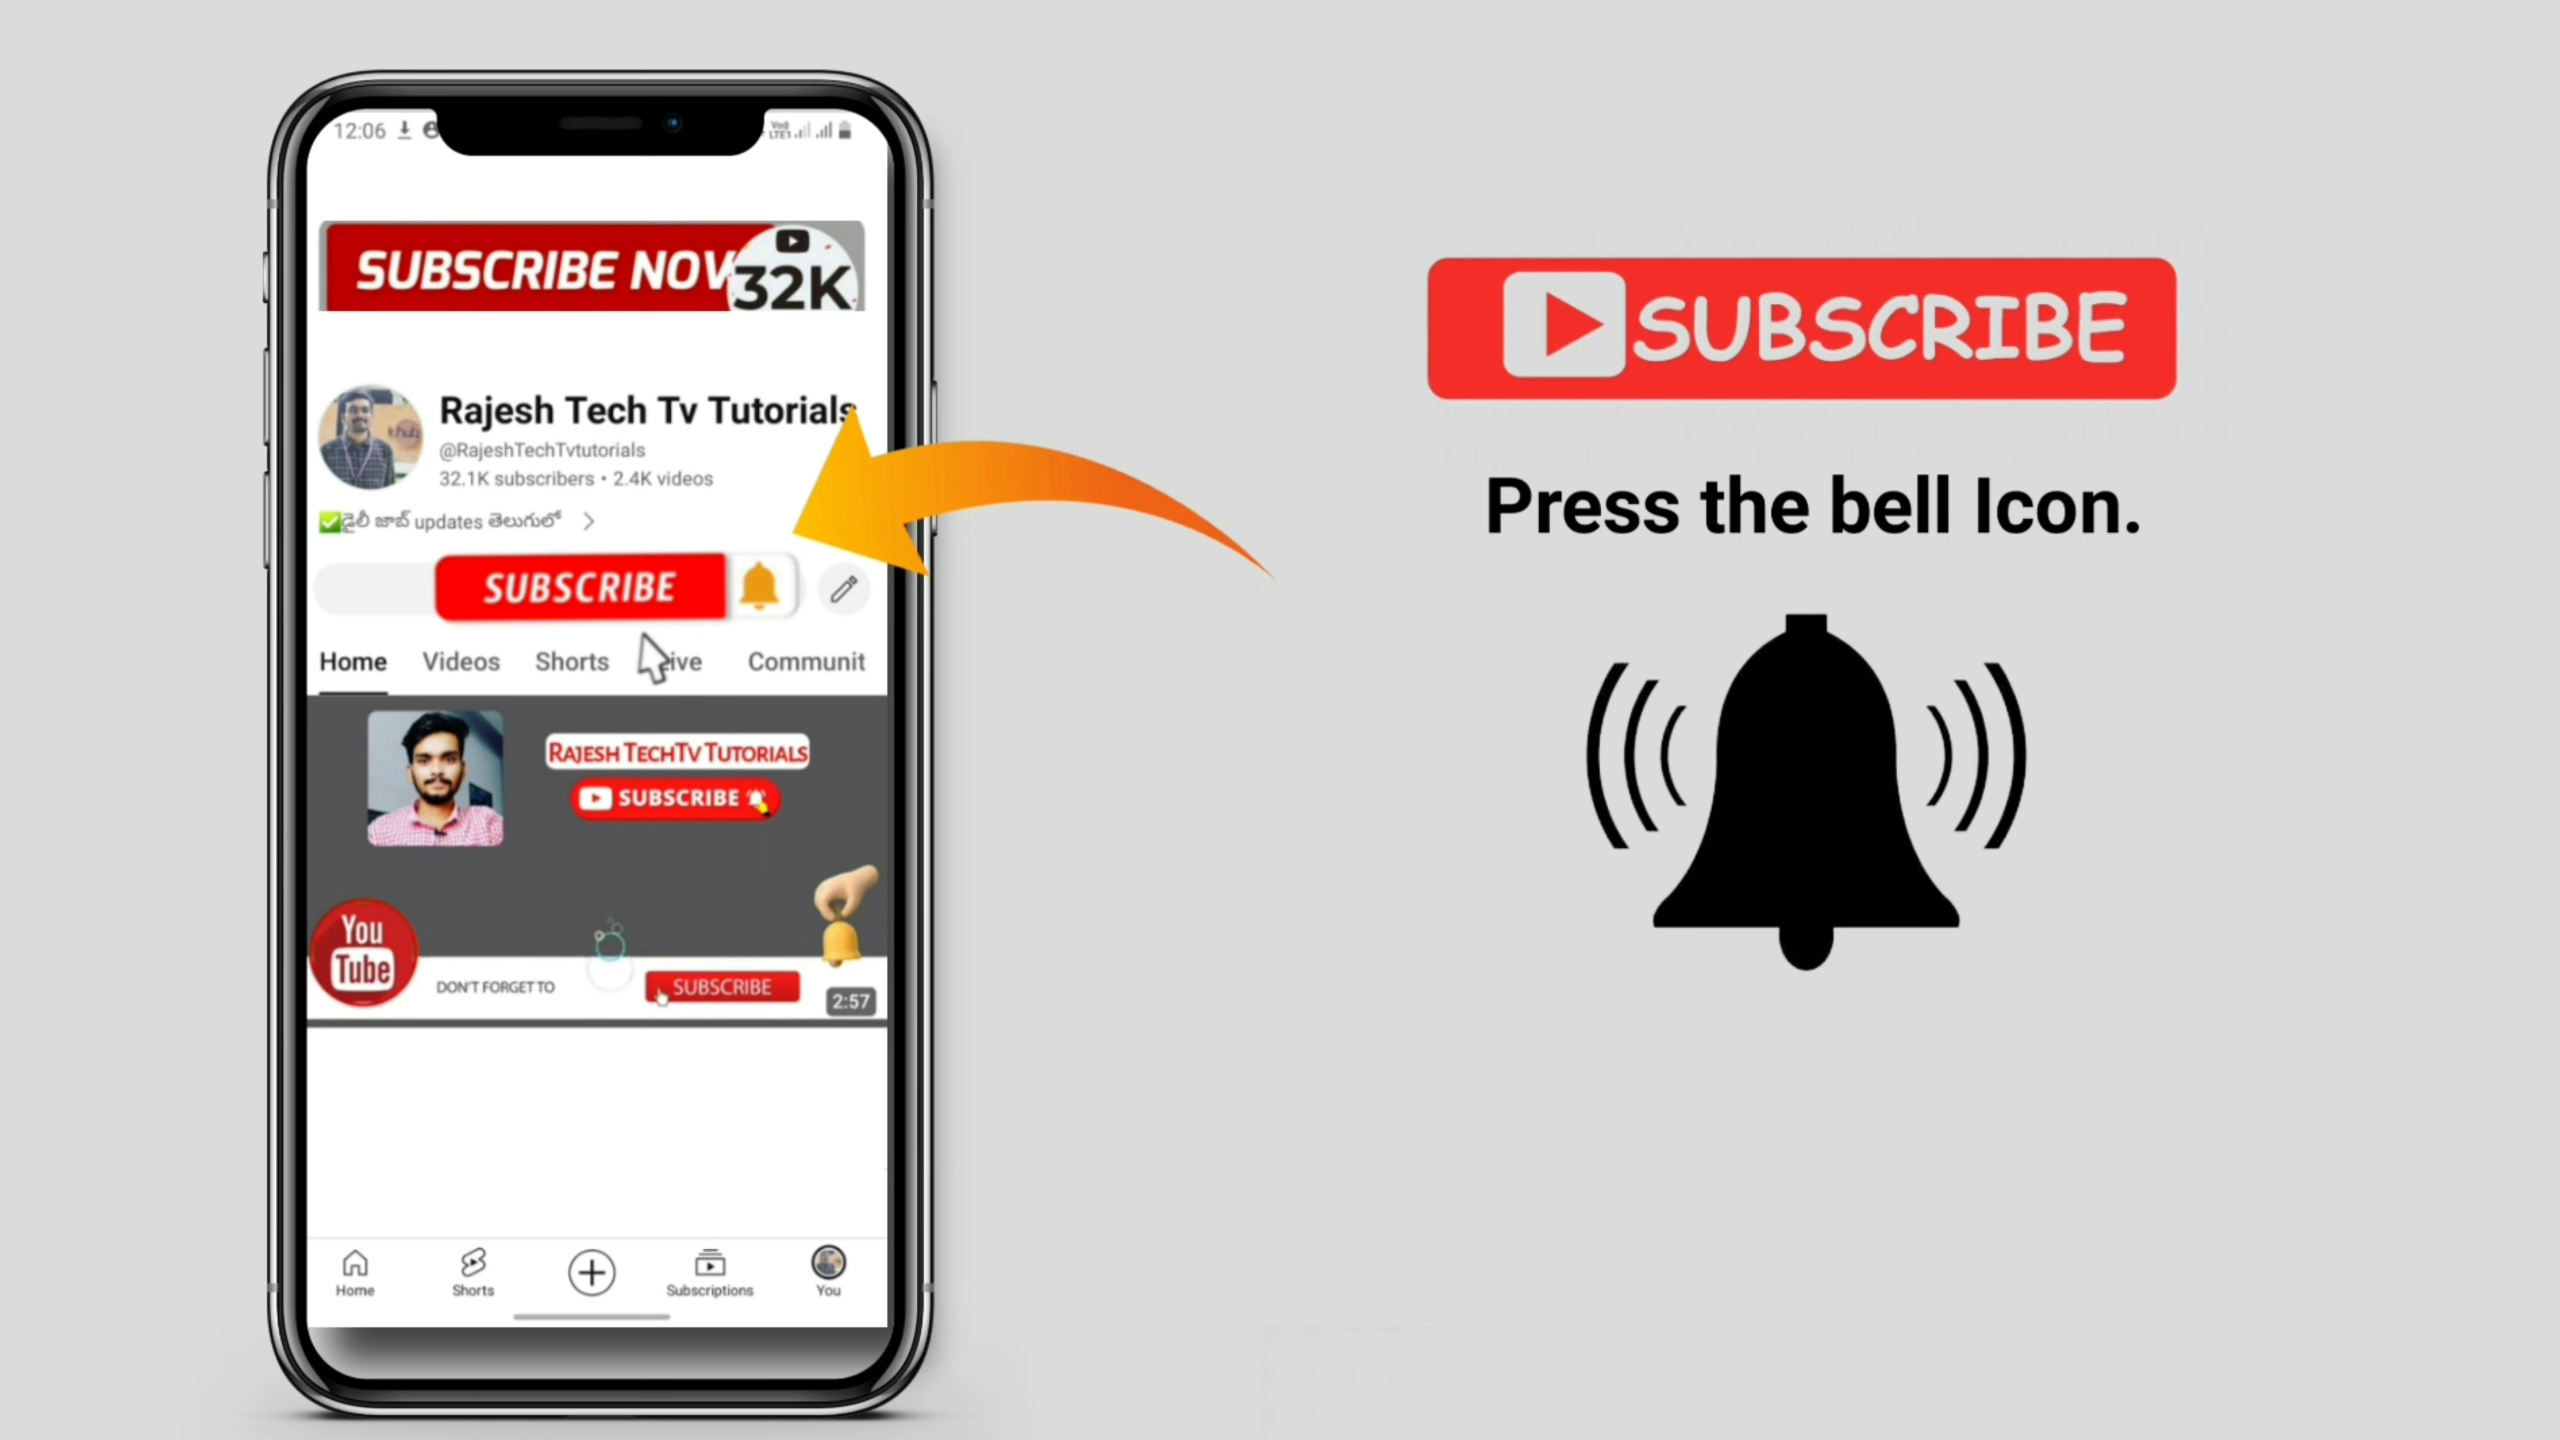 12:06
VoLTE1
SUBSCRIBE NOW
32K
Rajesh Tech Tv Tutorials
@RajeshTechTvtutorials
32.1K subscribers • 2.4K videos
✅డైలీ జాబ్ updates తెలుగులో >
SUBSCRIBE
Home Videos Shorts Live Communit
RAJESH TECHTV TUTORIALS
SUBSCRIBE
You
Tube
DON'T FORGET TO
SUBSCRIBE
2:57
Home Shorts Subscriptions You
SUBSCRIBE
Press the bell Icon.